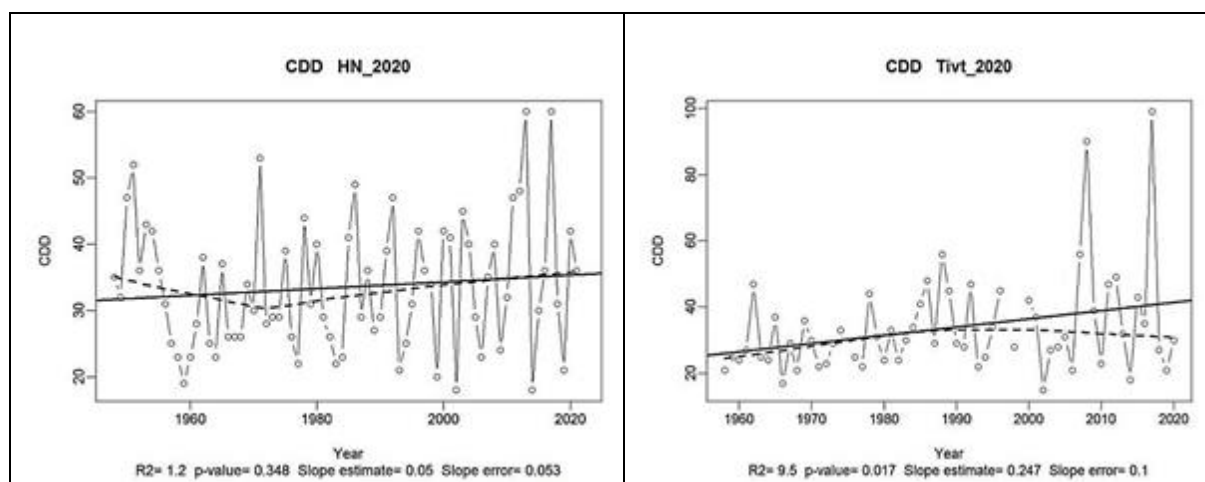 CDD HN_2020
60
50
40
30
20
CDD
1960
1980
2000
2020
Year
R2= 1.2 p-value= 0.348 Slope estimate= 0.05 Slope error= 0.053
CDD Tivt_2020
100
80
60
40
20
CDD
1960
1970
1980
1990
2000
2010
2020
Year
R2= 9.5 p-value= 0.017 Slope estimate= 0.247 Slope error= 0.1